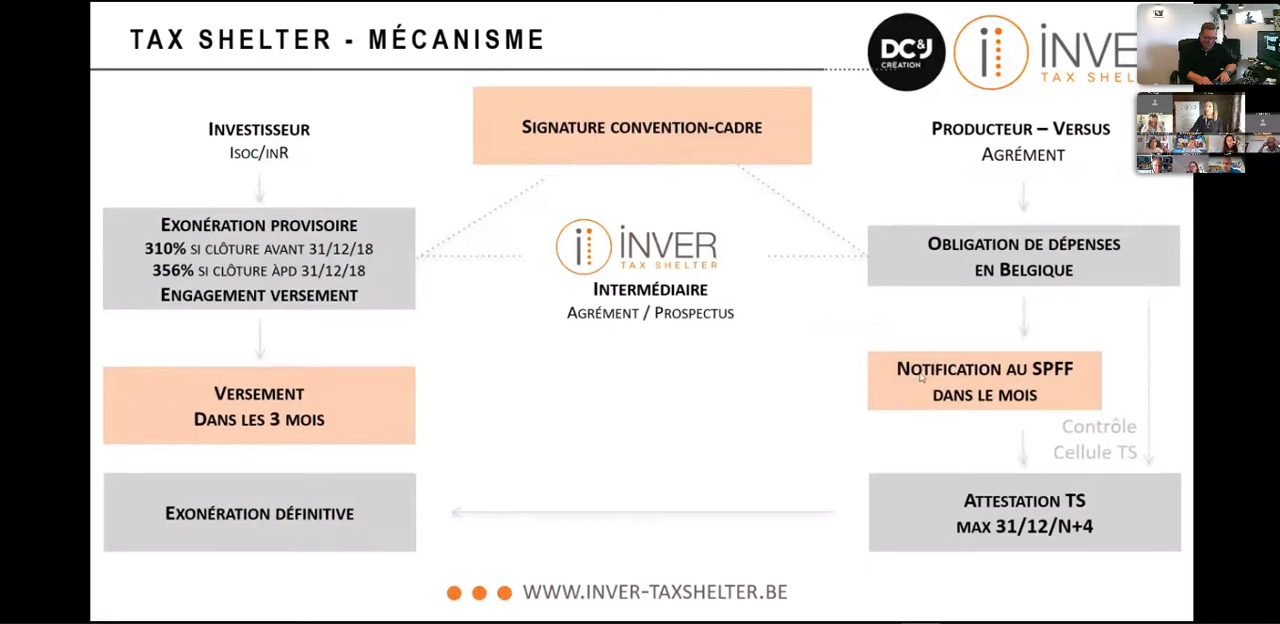 TAX SHELTER - MÉCANISME
DC&J
CRÉATION
INVER
TAX SHEL
INVESTISSEUR
ISOC/INR
SIGNATURE CONVENTION-CADRE
PRODUCTEUR – VERSUS
AGRÉMENT
EXONÉRATION PROVISOIRE
310% SI CLÔTURE AVANT 31/12/18
356% SI CLÔTURE ÀPD 31/12/18
ENGAGEMENT VERSEMENT
INVER
TAX SHELTER
INTERMÉDIAIRE
AGRÉMENT / PROSPECTUS
OBLIGATION DE DÉPENSES
EN BELGIQUE
VERSEMENT
DANS LES 3 MOIS
NOTIFICATION AU SPFF
DANS LE MOIS
Contrôle
Cellule TS
EXONÉRATION DÉFINITIVE
ATTESTATION TS
MAX 31/12/N+4
WWW.INVER-TAXSHELTER.BE